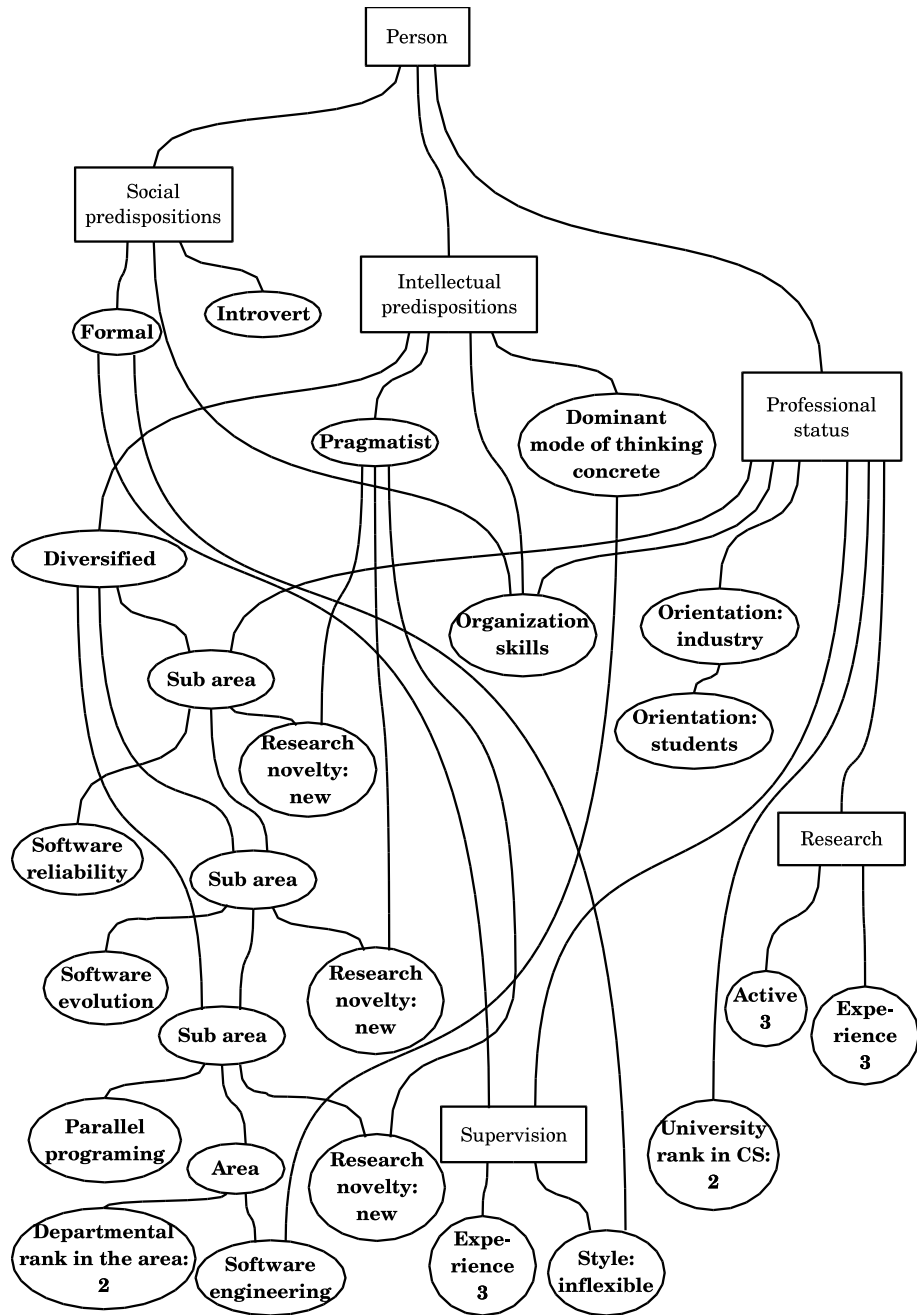 Person
Social
predispositions
Intellectual
predispositions
Introvert
Formal
Professional
status
Dominant
mode of thinking
concrete
Pragmatist
Diversified
Organization
skills
Orientation:
industry
Sub area
Orientation:
students
Research
novelty:
new
Research
Software
reliability
Sub area
Software
evolution
Research
novelty:
new
Active
3
Expe-
rience
3
Sub area
Parallel
programing
Supervision
University
rank in CS:
2
Area
Research
novelty:
new
Departmental
rank in the area:
2
Software
engineering
Expe-
rience
3
Style:
inflexible